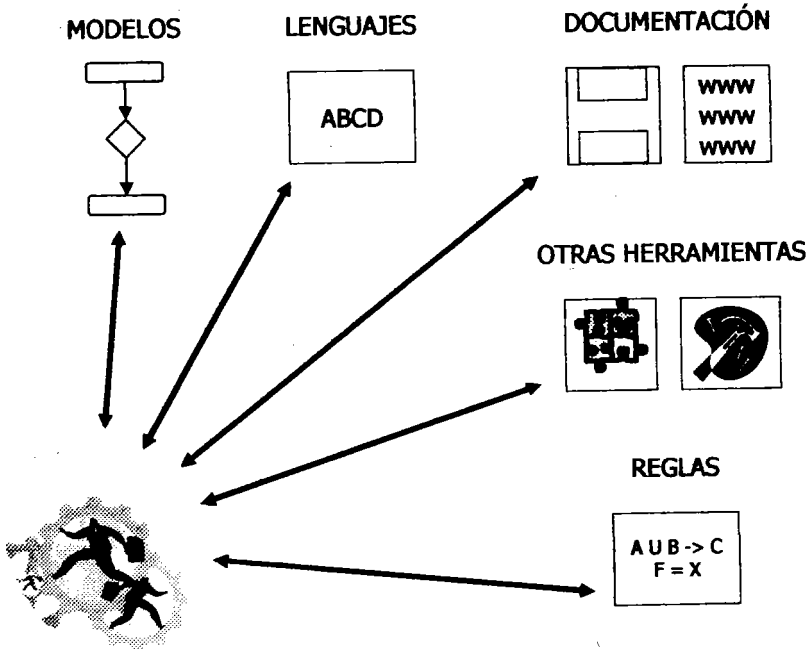 MODELOS
LENGUAJES
DOCUMENTACIÓN
ABCD
WWW
WWW
WWW
OTRAS HERRAMIENTAS
REGLAS
A U B -> C
F = X